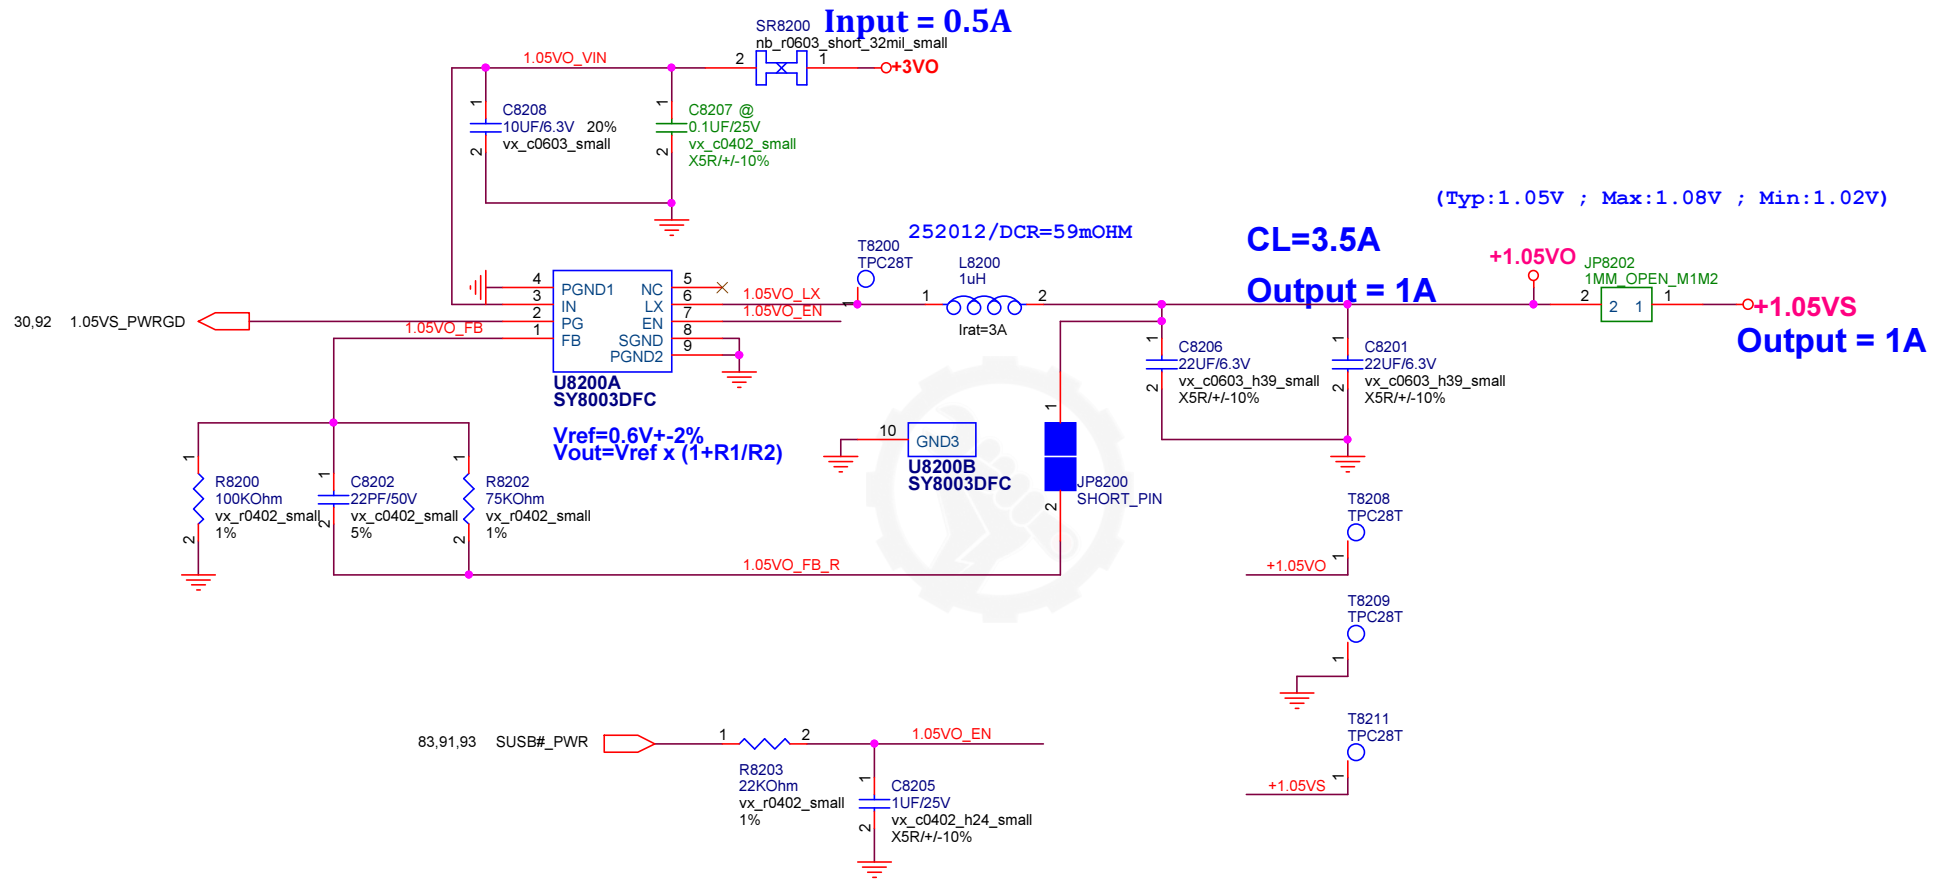 Input = 0.5A
SR8200
nb_r0603_short_32mil_small
1.05VO_VIN
2
1
+3VO
1
C8208
10UF/6.3V 20%
vx_c0603_small
2
1
C8207 @
0.1UF/25V
vx_c0402_small
X5R/+/-10%
2
(Typ:1.05V ; Max:1.08V ; Min:1.02V)
252012/DCR=59mOHM
CL=3.5A
Output = 1A
T8200
TPC28T
1
L8200
1uH
1
2
Irat=3A
+1.05VO
JP8202
1MM_OPEN_M1M2
2
2 1
1
+1.05VS
Output = 1A
4
3
2
1
PGND1
IN
PG
FB
NC
LX
EN
SGND
PGND2
5
6
7
8
9
1.05VO_LX
1.05VO_EN
30,92 1.05VS_PWRGD
1.05VO_FB
U8200A
SY8003DFC
Vref=0.6V+-2%
Vout=Vref x (1+R1/R2)
1
C8206
22UF/6.3V
vx_c0603_h39_small
X5R/+/-10%
2
1
C8201
22UF/6.3V
vx_c0603_h39_small
X5R/+/-10%
2
10
GND3
U8200B
SY8003DFC
1
JP8200
SHORT_PIN
2
1
R8200
100KOhm
vx_r0402_small
1%
2
1
C8202
22PF/50V
vx_c0402_small
5%
2
1
R8202
75KOhm
vx_r0402_small
1%
2
1.05VO_FB_R
T8208
TPC28T
1
+1.05VO
T8209
TPC28T
1
T8211
TPC28T
1
+1.05VS
83,91,93 SUSB#_PWR
1
2
1.05VO_EN
R8203
22KOhm
vx_r0402_small
1%
1
C8205
1UF/25V
vx_c0402_h24_small
X5R/+/-10%
2